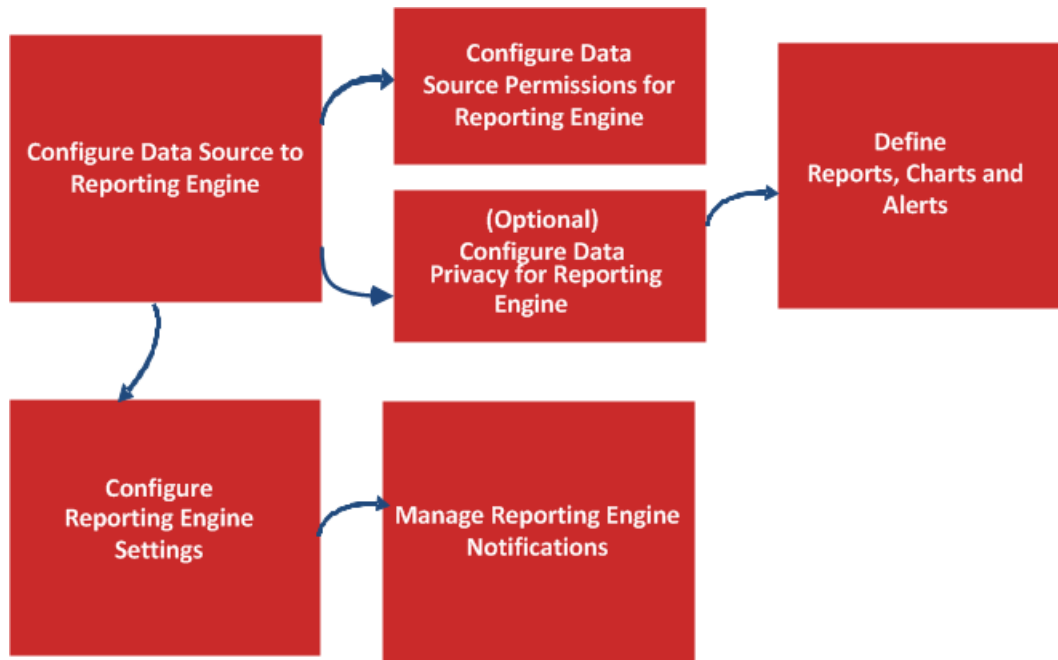 Configure Data Source to
Reporting Engine
Configure Data
Source Permissions for
Reporting Engine
(Optional)
Configure Data
Privacy for Reporting
Engine
Define
Reports, Charts and
Alerts
Configure
Reporting Engine
Settings
Manage Reporting Engine
Notifications